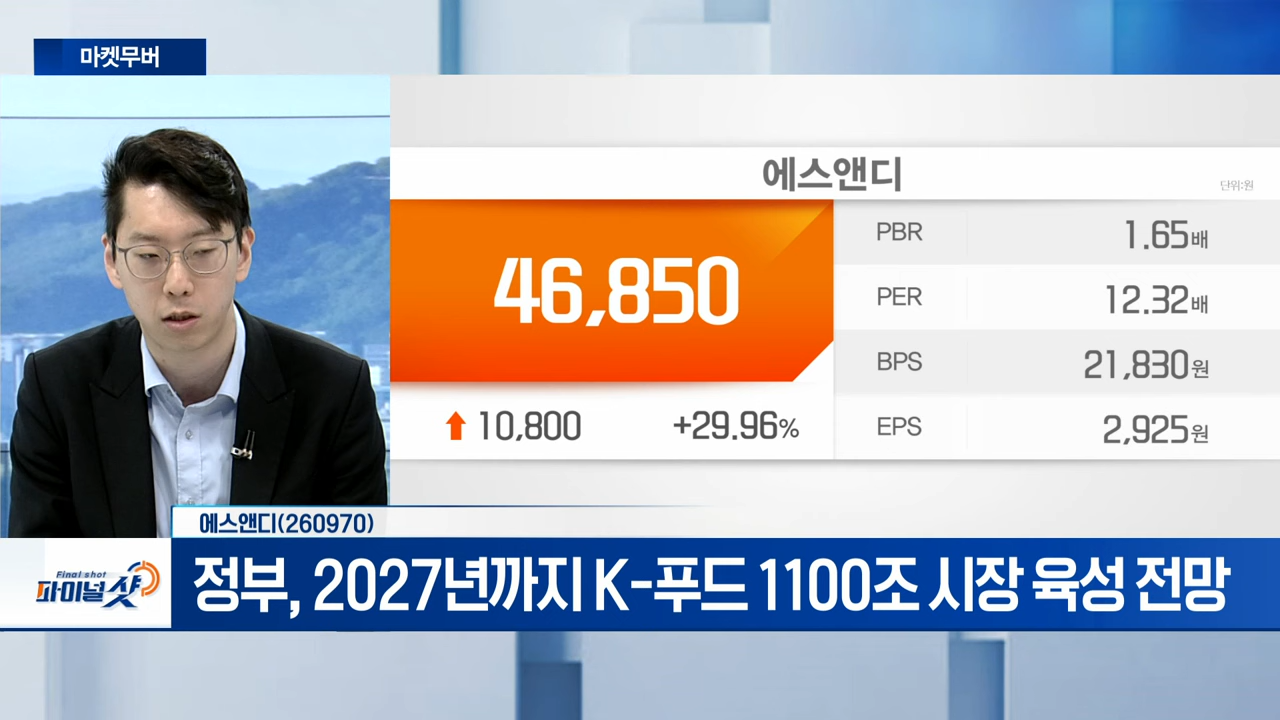 마켓무버
에스앤디
단위:원
46,850
10,800 +29.96%
PBR 1.65배
PER 12.32배
BPS 21,830원
EPS 2,925원
에스앤디(260970)
Final shot
파이널샷
정부, 2027년까지 K-푸드 1100조 시장 육성 전망